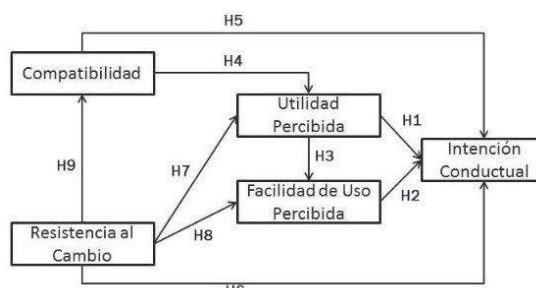 H5
Compatibilidad
H4
Utilidad
Percibida
H1
Intención
Conductual
H9
H7
H3
Facilidad de Uso
Percibida
H2
H8
Resistencia al
Cambio